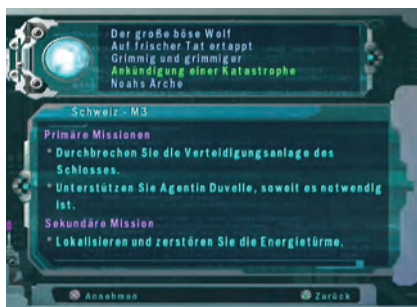 Der große böse Wolf
Auf frischer Tat ertappt
Grimmig und grimmiger
Ankündigung einer Katastrophe
Noahs Arche
Schweiz - M3
Primäre Missionen
* Durchbrechen Sie die Verteidigungsanlage des
Schlosses.
* Unterstützen Sie Agentin Duvelle, soweit es notwendig
ist.
Sekundäre Mission
* Lokalisieren und zerstören Sie die Energietürme.
Annehmen Zurück